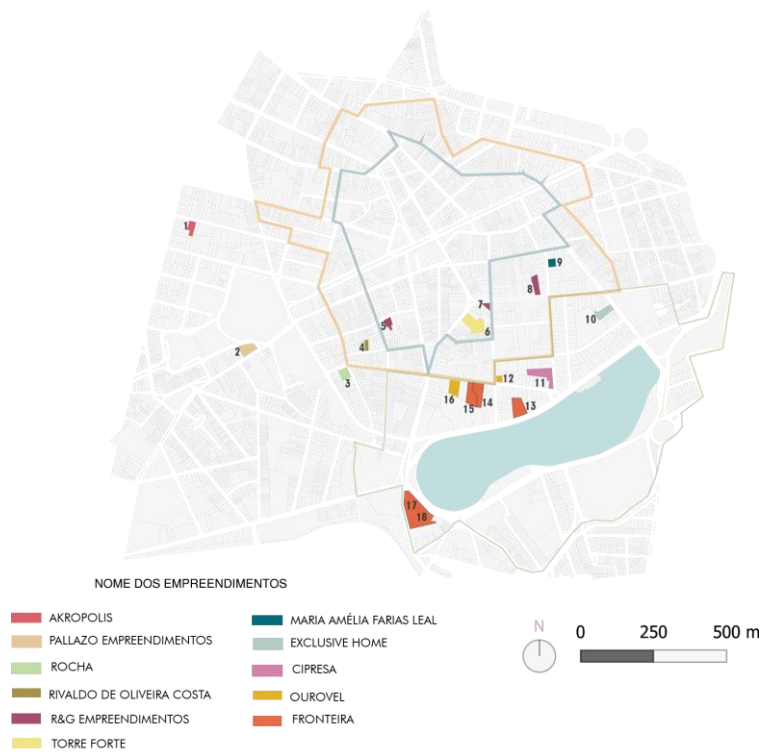 1
9
8
7
10
5
6
4
2
3
12
11
16
14
15
13
17
18
NOME DOS EMPREENDIMENTOS
AKROPOLIS
PALLAZO EMPREENDIMENTOS
ROCHA
RIVALDO DE OLIVEIRA COSTA
R&G EMPREENDIMENTOS
TORRE FORTE
MARIA AMÉLIA FARIAS LEAL
EXCLUSIVE HOME
CIPRESA
OUROVEL
FRONTEIRA
N
0 250 500 m